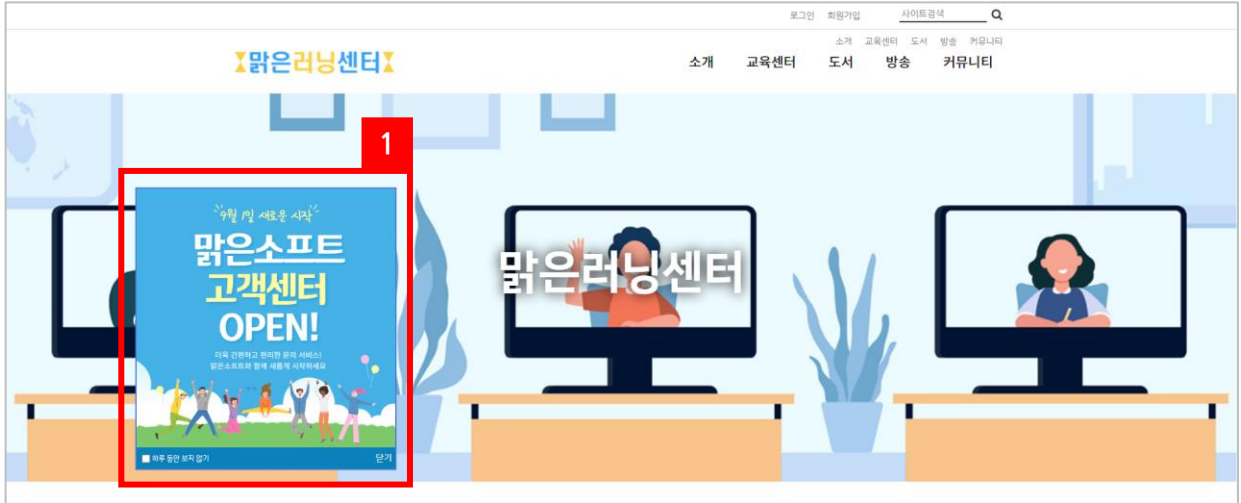 로그인 회원가입 사이트검색
소개 교육센터 도서 방송 커뮤니티
맑은러닝센터
소개 교육센터 도서 방송 커뮤니티
1
9월 1일 새로운 시작
맑은소프트
고객센터
OPEN!
더욱 간편하고 편리한 문의 서비스!
맑은소프트와 함께 새롭게 시작하세요
하루 동안 보지 않기 닫기
맑은러닝센터